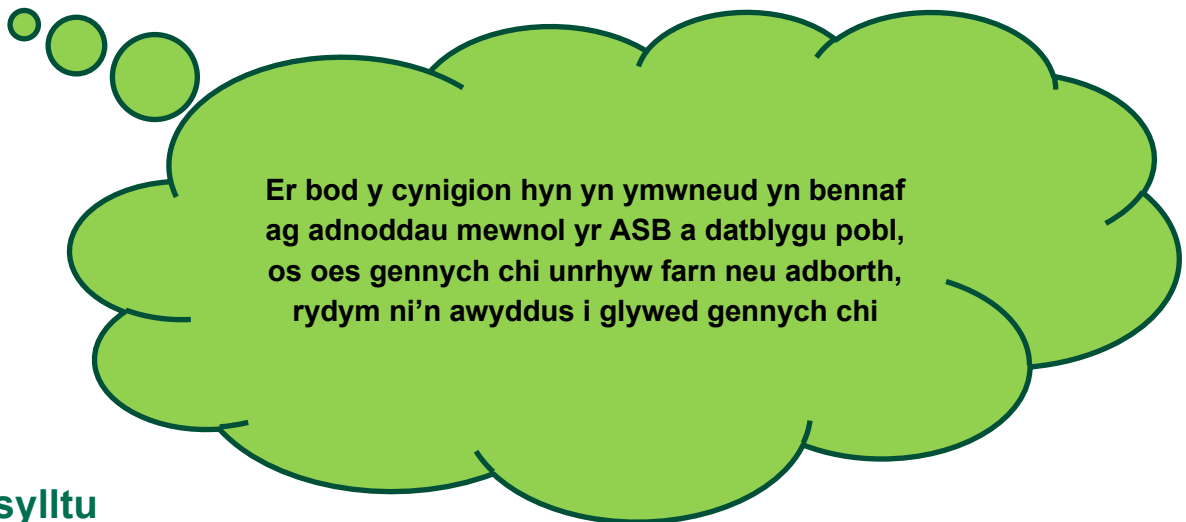 Er bod y cynigion hyn yn ymwneud yn bennaf
ag adnoddau mewnol yr ASB a datblygu pobl,
os oes gennych chi unrhyw farn neu adborth,
rydym ni’n awyddus i glywed gennych chi
sylltu